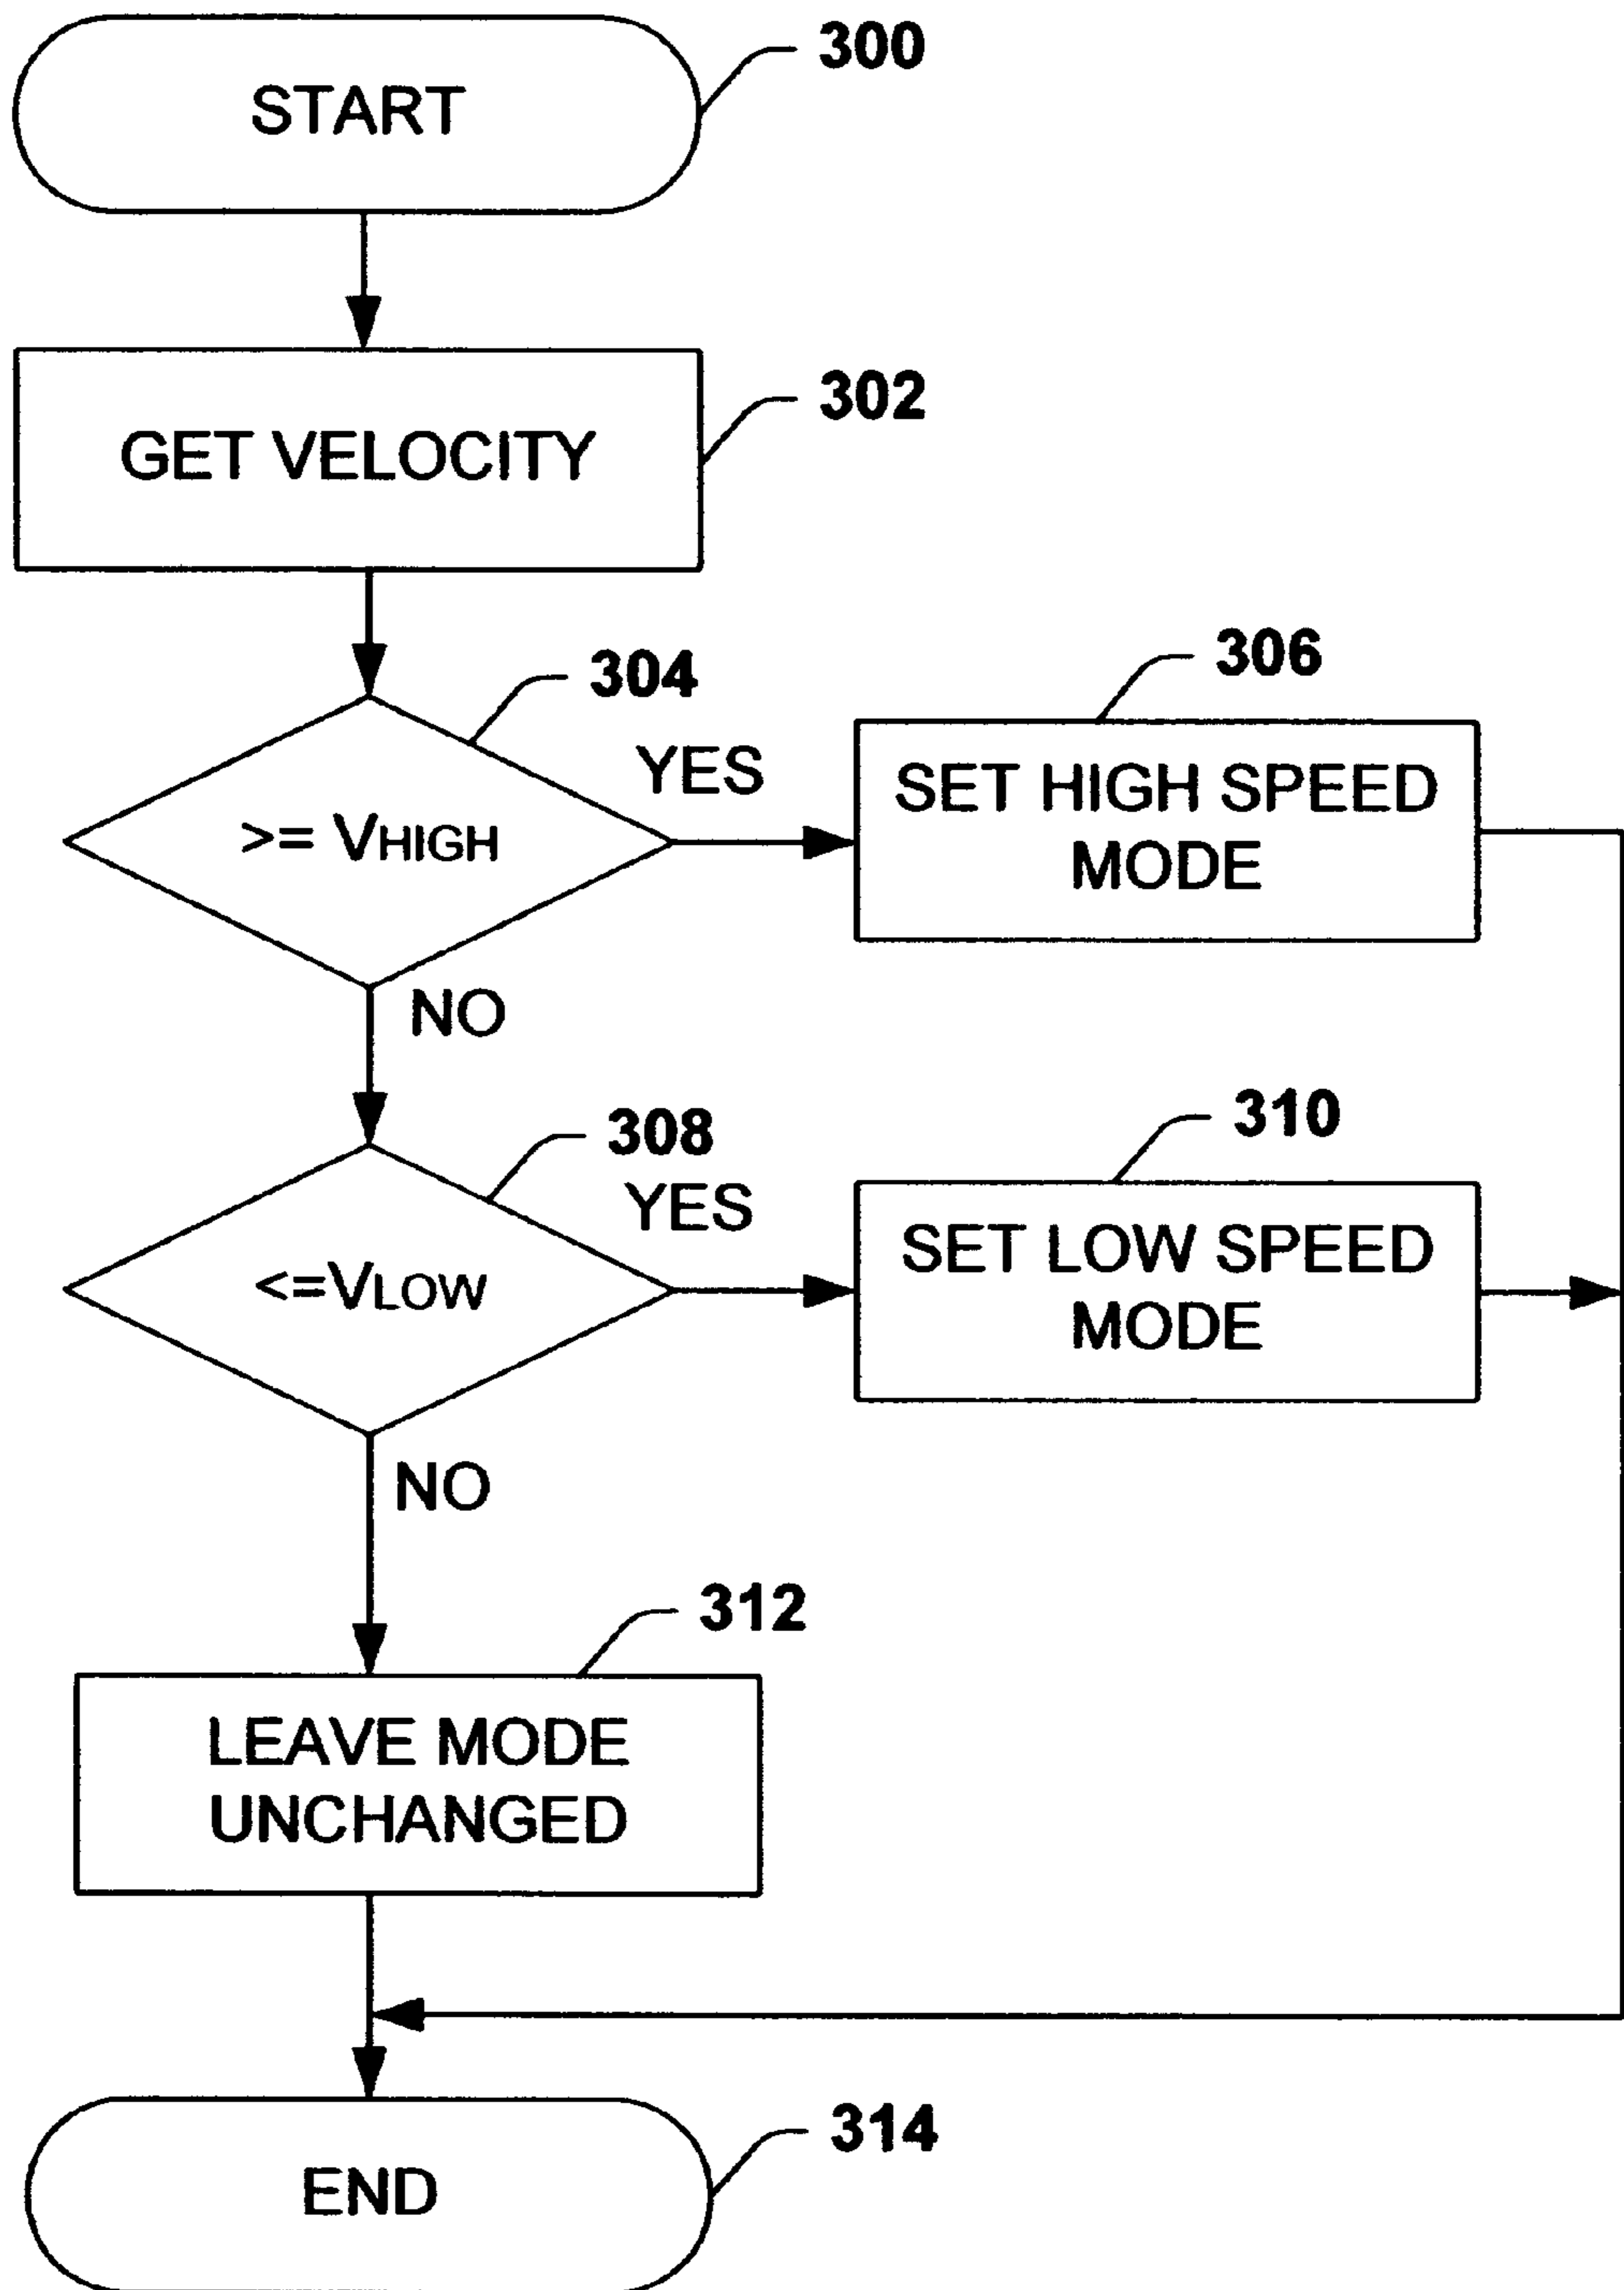 START
300
GET VELOCITY
302
304
>= VHIGH
YES
306
SET HIGH SPEED
MODE
NO
308
<=VLOW
YES
310
SET LOW SPEED
MODE
NO
312
LEAVE MODE
UNCHANGED
END
314